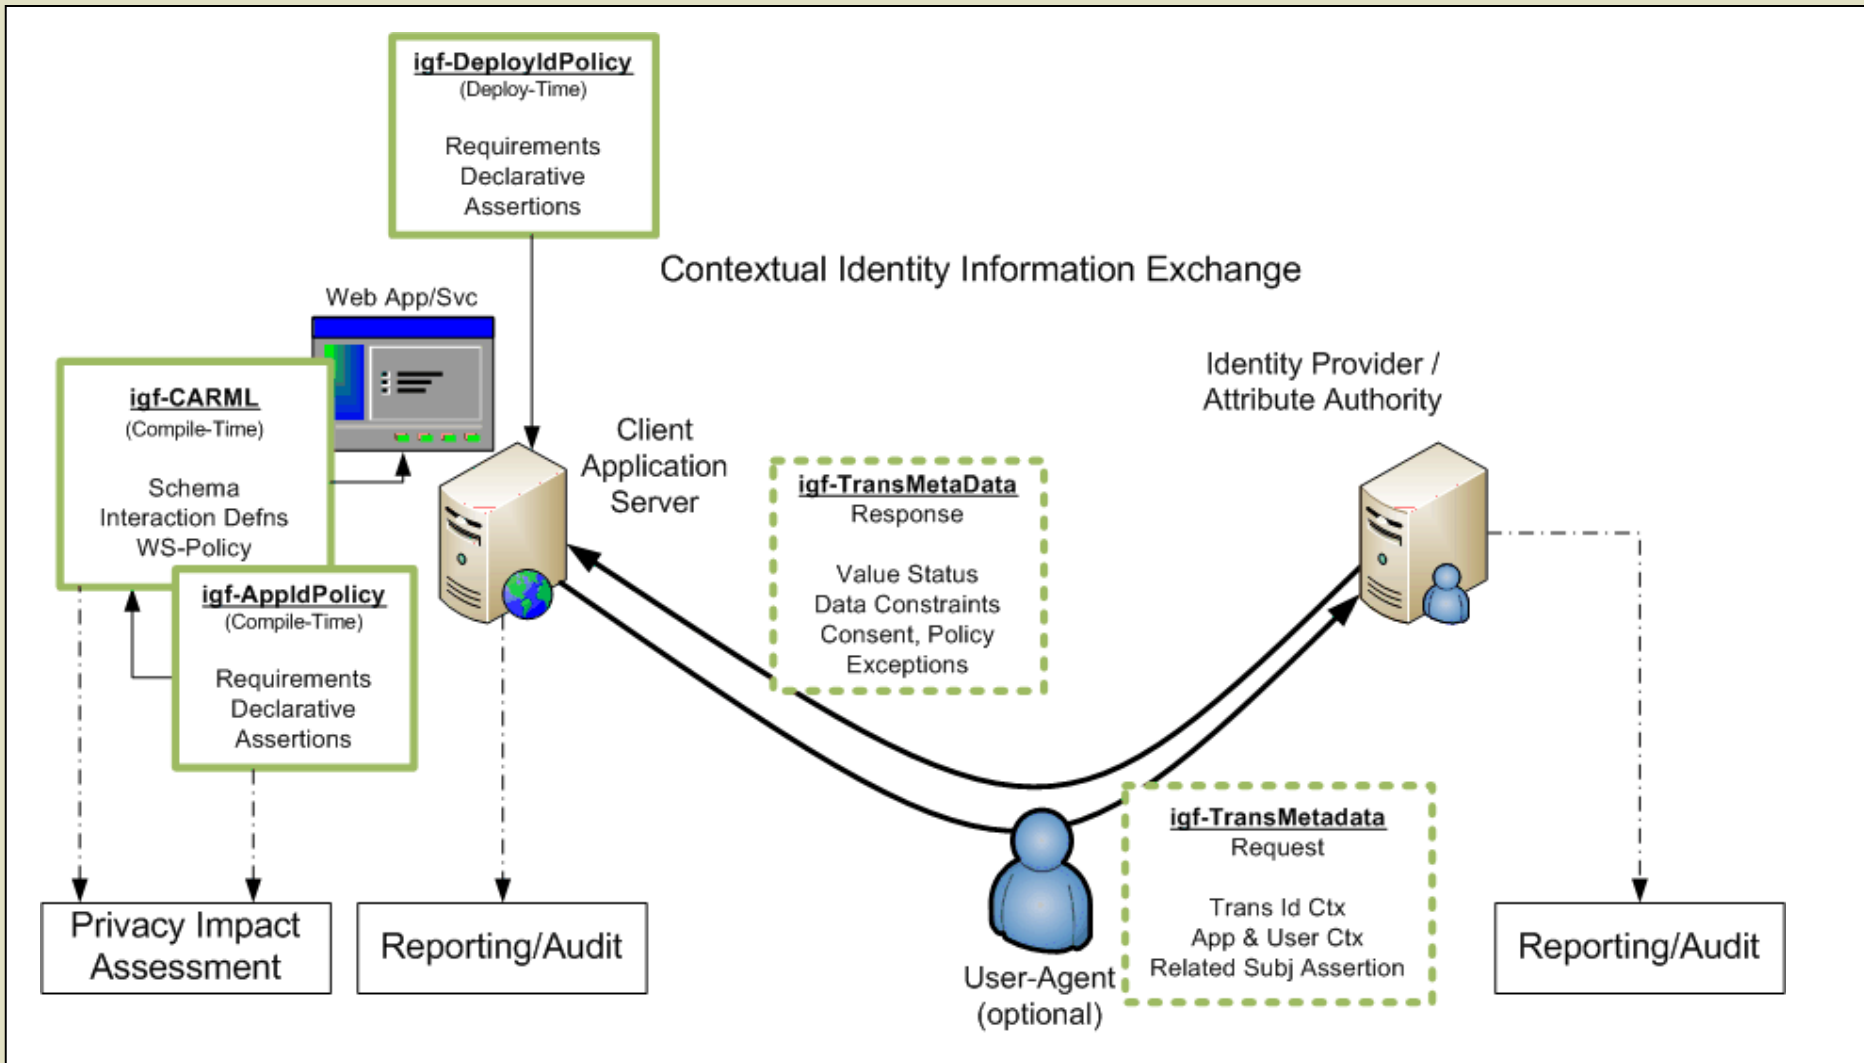 igf-DeployIdPolicy
(Deploy-Time)
Requirements
Declarative
Assertions
Contextual Identity Information Exchange
Web App/Svc
igf-CARML
(Compile-Time)
Schema
Interaction Defns
WS-Policy
igf-AppIdPolicy
(Compile-Time)
Requirements
Declarative
Assertions
Client
Application
Server
igf-TransMetaData
Response
Value Status
Data Constraints
Consent, Policy
Exceptions
Identity Provider /
Attribute Authority
igf-TransMetadata
Request
Trans Id Ctx
App & User Ctx
Related Subj Assertion
User-Agent
(optional)
Privacy Impact
Assessment
Reporting/Audit
Reporting/Audit